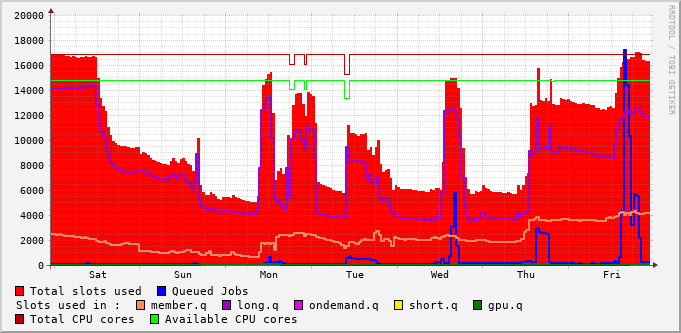 20000
18000
16000
14000
12000
10000
8000
6000
4000
2000
0
Sat Sun Mon Tue Wed Thu Fri
RRDTOOL / TOBI OETIKER
Total slots used Queued Jobs
Slots used in : member.q long.q ondemand.q short.q gpu.q
Total CPU cores Available CPU cores